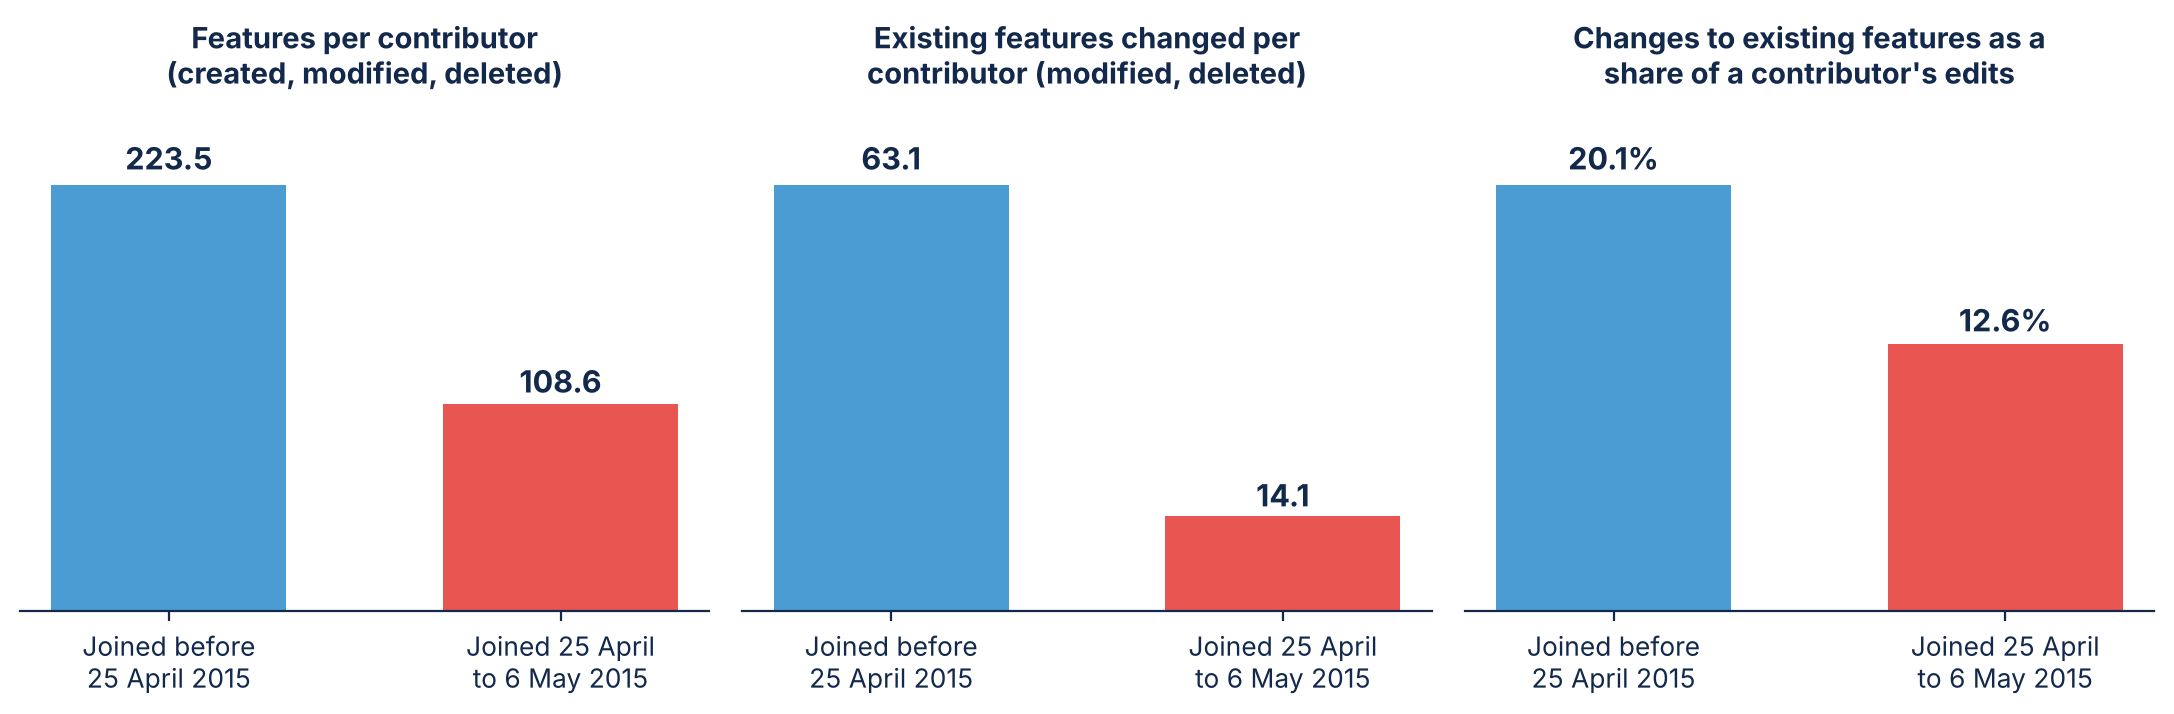 Features per contributor
(created, modified, deleted)
223.5
108.6
Joined before
25 April 2015
Joined 25 April
to 6 May 2015
Existing features changed per
contributor (modified, deleted)
63.1
14.1
Joined before
25 April 2015
Joined 25 April
to 6 May 2015
Changes to existing features as a
share of a contributor's edits
20.1%
12.6%
Joined before
25 April 2015
Joined 25 April
to 6 May 2015